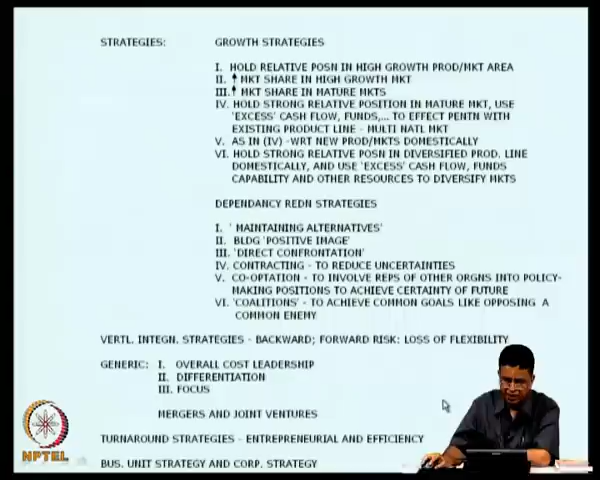 STRATEGIES: GROWTH STRATEGIES
I. HOLD RELATIVE POSN IN HIGH GROWTH PROD/MKT AREA
II. ↑ MKT SHARE IN HIGH GROWTH MKT
III. ↑ MKT SHARE IN MATURE MKTS
IV. HOLD STRONG RELATIVE POSITION IN MATURE MKT, USE
'EXCESS' CASH FLOW, FUNDS,... TO EFFECT PENTN WITH
EXISTING PRODUCT LINE - MULTI NATL MKT
V. AS IN (IV) -WRT NEW PROD/MKTS DOMESTICALLY
VI. HOLD STRONG RELATIVE POSN IN DIVERSIFIED PROD. LINE
DOMESTICALLY, AND USE 'EXCESS' CASH FLOW, FUNDS
CAPABILITY AND OTHER RESOURCES TO DIVERSIFY MKTS
DEPENDANCY REDN STRATEGIES
I. ' MAINTAINING ALTERNATIVES'
II. BLDG 'POSITIVE IMAGE'
III. 'DIRECT CONFRONTATION'
IV. CONTRACTING - TO REDUCE UNCERTAINTIES
V. CO-OPTATION - TO INVOLVE REPS OF OTHER ORGNS INTO POLICY-
MAKING POSITIONS TO ACHIEVE CERTAINTY OF FUTURE
VI. 'COALITIONS' - TO ACHIEVE COMMON GOALS LIKE OPPOSING A
COMMON ENEMY
VERTL. INTEGN. STRATEGIES - BACKWARD; FORWARD RISK: LOSS OF FLEXIBILITY
GENERIC: I. OVERALL COST LEADERSHIP
II. DIFFERENTIATION
III. FOCUS
MERGERS AND JOINT VENTURES
TURNAROUND STRATEGIES - ENTREPRENEURIAL AND EFFICIENCY
BUS. UNIT STRATEGY AND CORP. STRATEGY
NPTEL